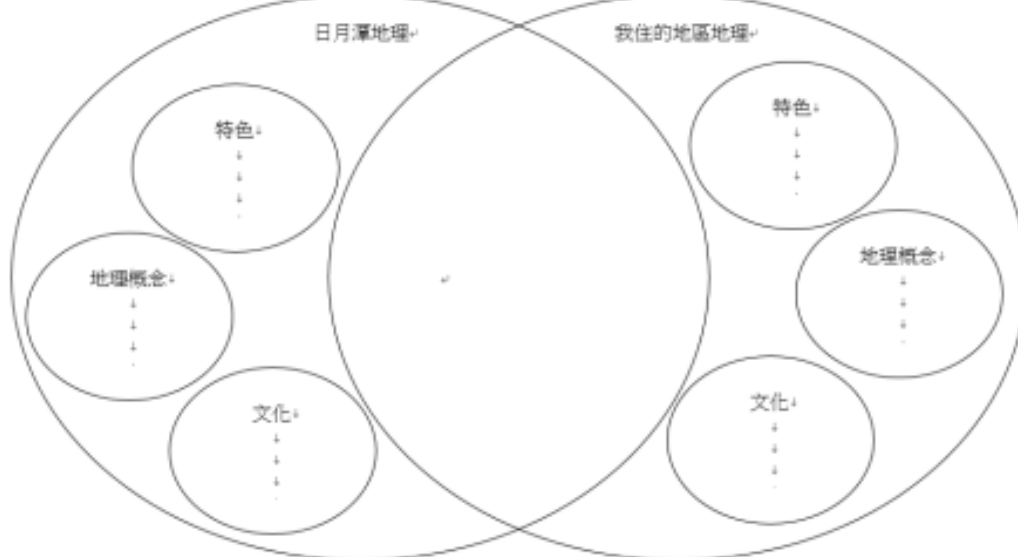 日月潭地理
我住的地區地理
特色
地理概念
文化
特色
地理概念
文化